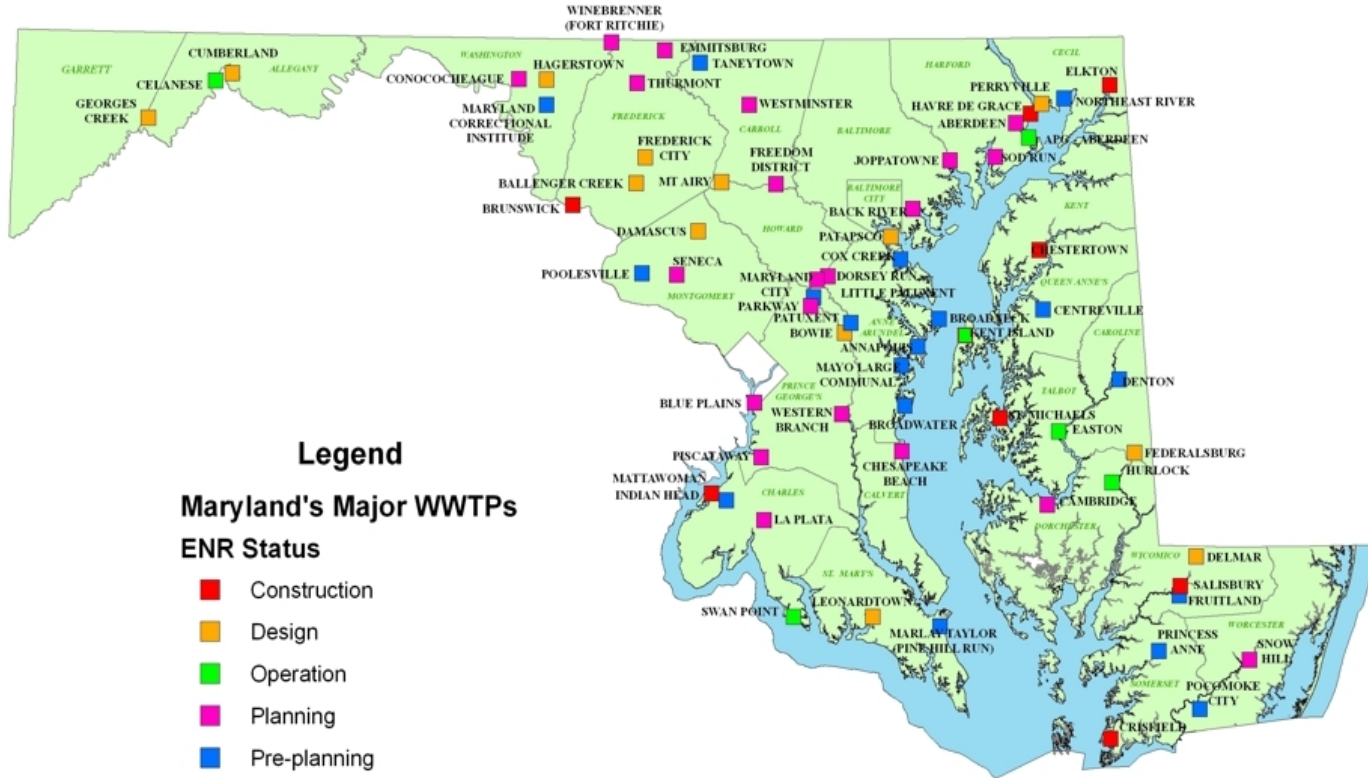 WINEBRENNER
(FORT RITCHIE)
CUMBERLAND
WASHINGTON
EMMITSBURG
CECIL
GARRETT
ALLEGANY
HAGERSTOWN
TANEYTOWN
HARFORD
ELKTON
CELANESE
CONOCOCHEAGUE
THURMONT
PERRYVILLE
GEORGES
CREEK
MARYLAND
CORRECTIONAL
INSTITUTE
WESTMINSTER
HAVRE DE GRACE
NORTHEAST RIVER
FREDERICK
ABERDEEN
CARROLL
BALTIMORE
APG - ABERDEEN
FREDERICK
CITY
FREEDOM
DISTRICT
JOPPATOWNE
SOD RUN
BALLENGER CREEK
MT AIRY
BALTIMORE
CITY
BRUNSWICK
BACK RIVER
KENT
DAMASCUS
HOWARD
PATAPSCO
CHESTERTOWN
COX CREEK
POOLESVILLE
SENECA
MARYLAND
CITY
DORSEY RUN
QUEEN ANNE'S
MONTGOMERY
LITTLE PATUXENT
PARKWAY
CENTREVILLE
PATUXENT
ANNE
ARUNDEL
BROADNECK
BOWIE
KENT ISLAND
CAROLINE
ANNAPOLIS
MAYO LARGE
COMMUNAL
DENTON
PRINCE
GEORGE'S
TALBOT
BLUE PLAINS
WESTERN
BRANCH
BROADWATER
ST. MICHAELS
EASTON
PISCATAWAY
CHESAPEAKE
BEACH
FEDERALSBURG
HURLOCK
MATTAWOMAN
INDIAN HEAD
CHARLES
CALVERT
CAMBRIDGE
LA PLATA
DORCHESTER
WICOMICO
DELMAR
ST. MARY'S
SALISBURY
FRUITLAND
SWAN POINT
LEONARDTOWN
WORCESTER
MARLAY TAYLOR
(PINE HILL RUN)
PRINCESS
ANNE
SNOW
HILL
SOMERSET
POCOMOKE
CITY
CRISFIELD
Legend
Maryland's Major WWTPs
ENR Status
Construction
Design
Operation
Planning
Pre-planning